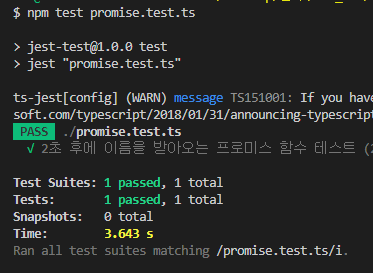 $ npm test promise.test.ts
> jest-test@1.0.0 test
> jest "promise.test.ts"
ts-jest[config] (WARN) message TS151001: If you have
soft.com/typescript/2018/01/31/announcing-typescript
PASS ./promise.test.ts
√ 2초 후에 이름을 받아오는 프로미스 함수 테스트 (2
Test Suites: 1 passed, 1 total
Tests: 1 passed, 1 total
Snapshots: 0 total
Time: 3.643 s
Ran all test suites matching /promise.test.ts/i.